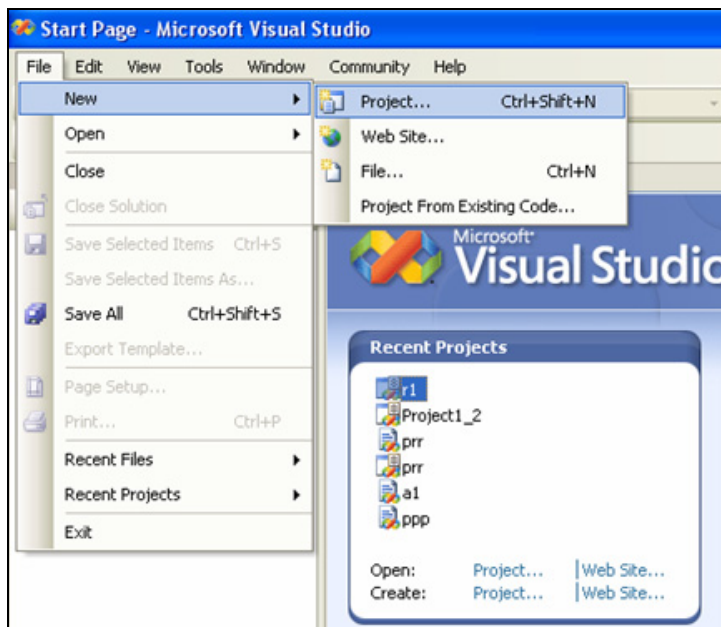 Start Page - Microsoft Visual Studio
File Edit View Tools Window Community Help
New
Project... Ctrl+Shift+N
Open
Web Site...
Close
File... Ctrl+N
Close Solution
Project From Existing Code...
Save Selected Items Ctrl+S
Save Selected Items As...
Save All Ctrl+Shift+S
Export Template...
Page Setup...
Print... Ctrl+P
Recent Files
Recent Projects
Exit
Microsoft
Visual Studio
Recent Projects
r1
Project1_2
prr
prr
a1
ppp
Open: Project... Web Site...
Create: Project... Web Site...